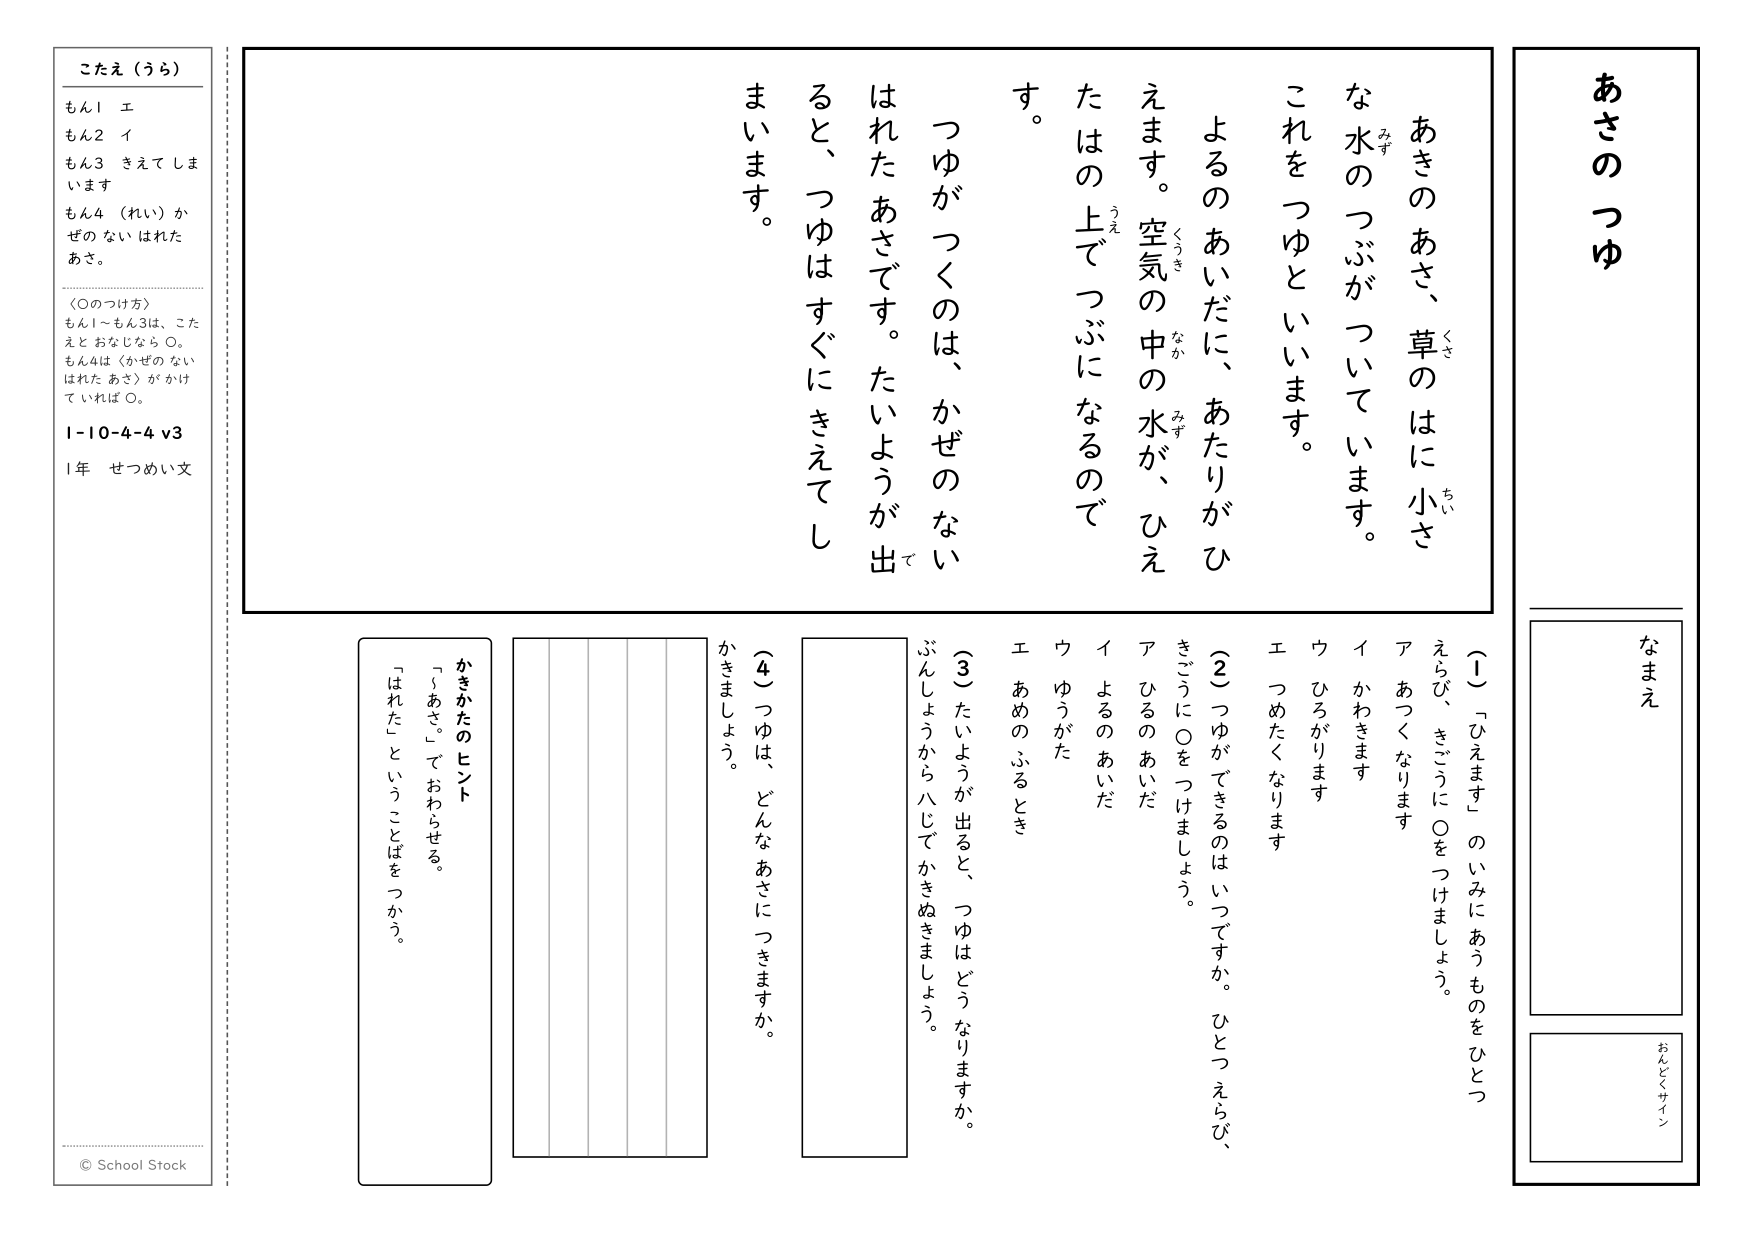 あさの つゆ
なまえ
おんどくサイン
あきの あさ、 草の はに 小さ
くさ
ちい
な 水の つぶが ついて います。
みず
これを つゆと いいます。
よるの あいだに、 あたりが ひ
えます。 空気の 中の 水が、 ひえ
くうき
なか
みず
た はの 上で つぶに なるので
うえ
す。
つゆが つくのは、 かぜの ない
はれた あさです。 たいようが 出
で
ると、 つゆは すぐに きえて し
まいます。
(1) 「ひえます」 の いみに あう ものを ひとつ
えらび、 きごうに ○を つけましょう。
ア あつく なります
イ かわきます
ウ ひろがります
エ つめたく なります
(2) つゆが できるのは いつですか。 ひとつ えらび、
きごうに ○を つけましょう。
ア ひるの あいだ
イ よるの あいだ
ウ ゆうがた
エ あめの ふる とき
(3) たいようが 出ると、 つゆは どう なりますか。
ぶんしょうから 八じで かきぬきましょう。
(4) つゆは、 どんな あさに つきますか。
かきましょう。
かきかたの ヒント
「～あさ。」で おわらせる。
「はれた」と いう ことばを つかう。
こたえ（うら）
もん1 エ
もん2 イ
もん3 きえて しま
います
もん4 （れい）か
ぜの ない はれた
あさ。
〈○のつけ方〉
もん1～もん3は、こた
えと おなじなら ○。
もん4は〈かぜの ない
はれた あさ〉が かけ
て いれば ○。
1-10-4-4 v3
1年 せつめい文
© School Stock